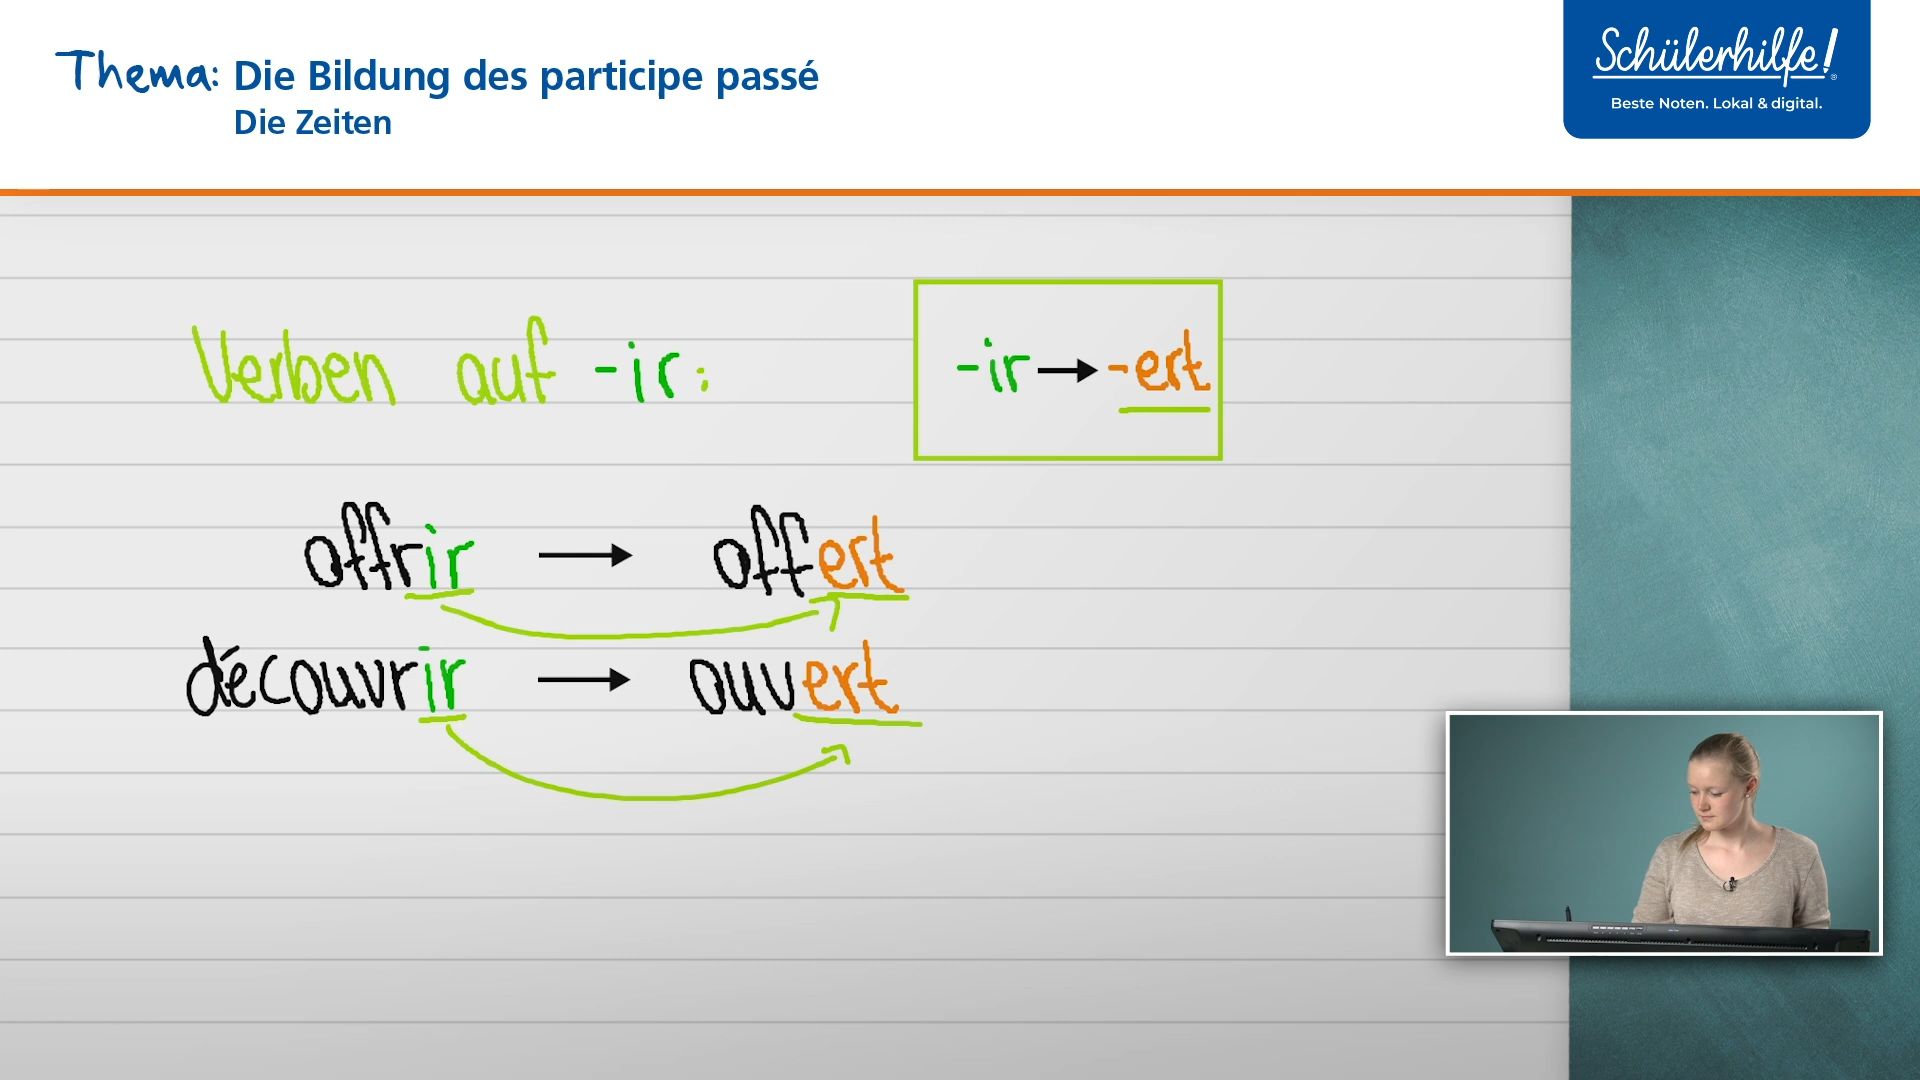 Thema: Die Bildung des participe passé
Die Zeiten
Schülerhilfe!
Beste Noten. Lokal & digital.
Verben auf -ir:
-ir → -ert
offrir → offert
découvrir → ouvert